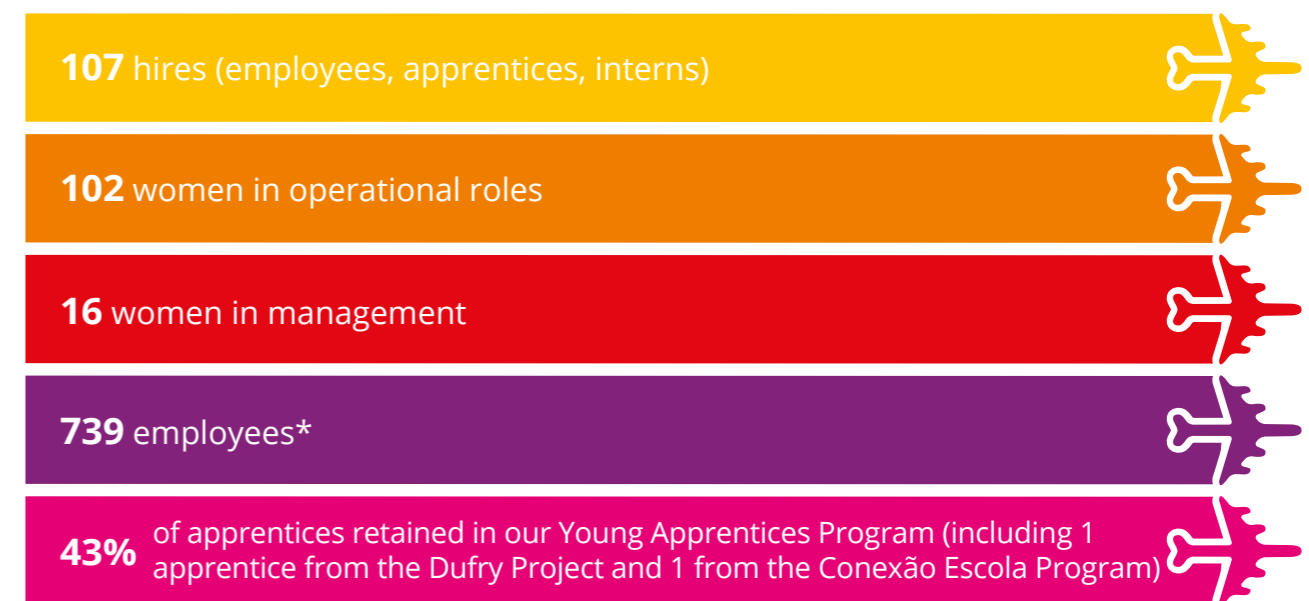 107 hires (employees, apprentices, interns)
102 women in operational roles
16 women in management
739 employees*
43% of apprentices retained in our Young Apprentices Program (including 1
apprentice from the Dufry Project and 1 from the Conexão Escola Program)